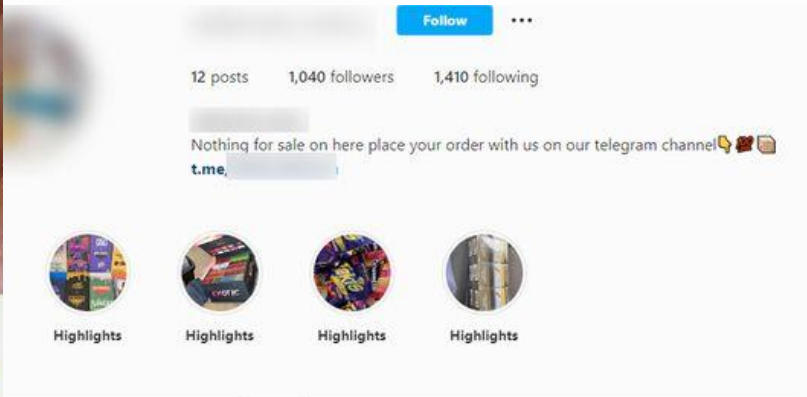 Follow
12 posts 1,040 followers 1,410 following
Nothing for sale on here place your order with us on our telegram channel👇🍫📄
t.me/
Highlights Highlights Highlights Highlights